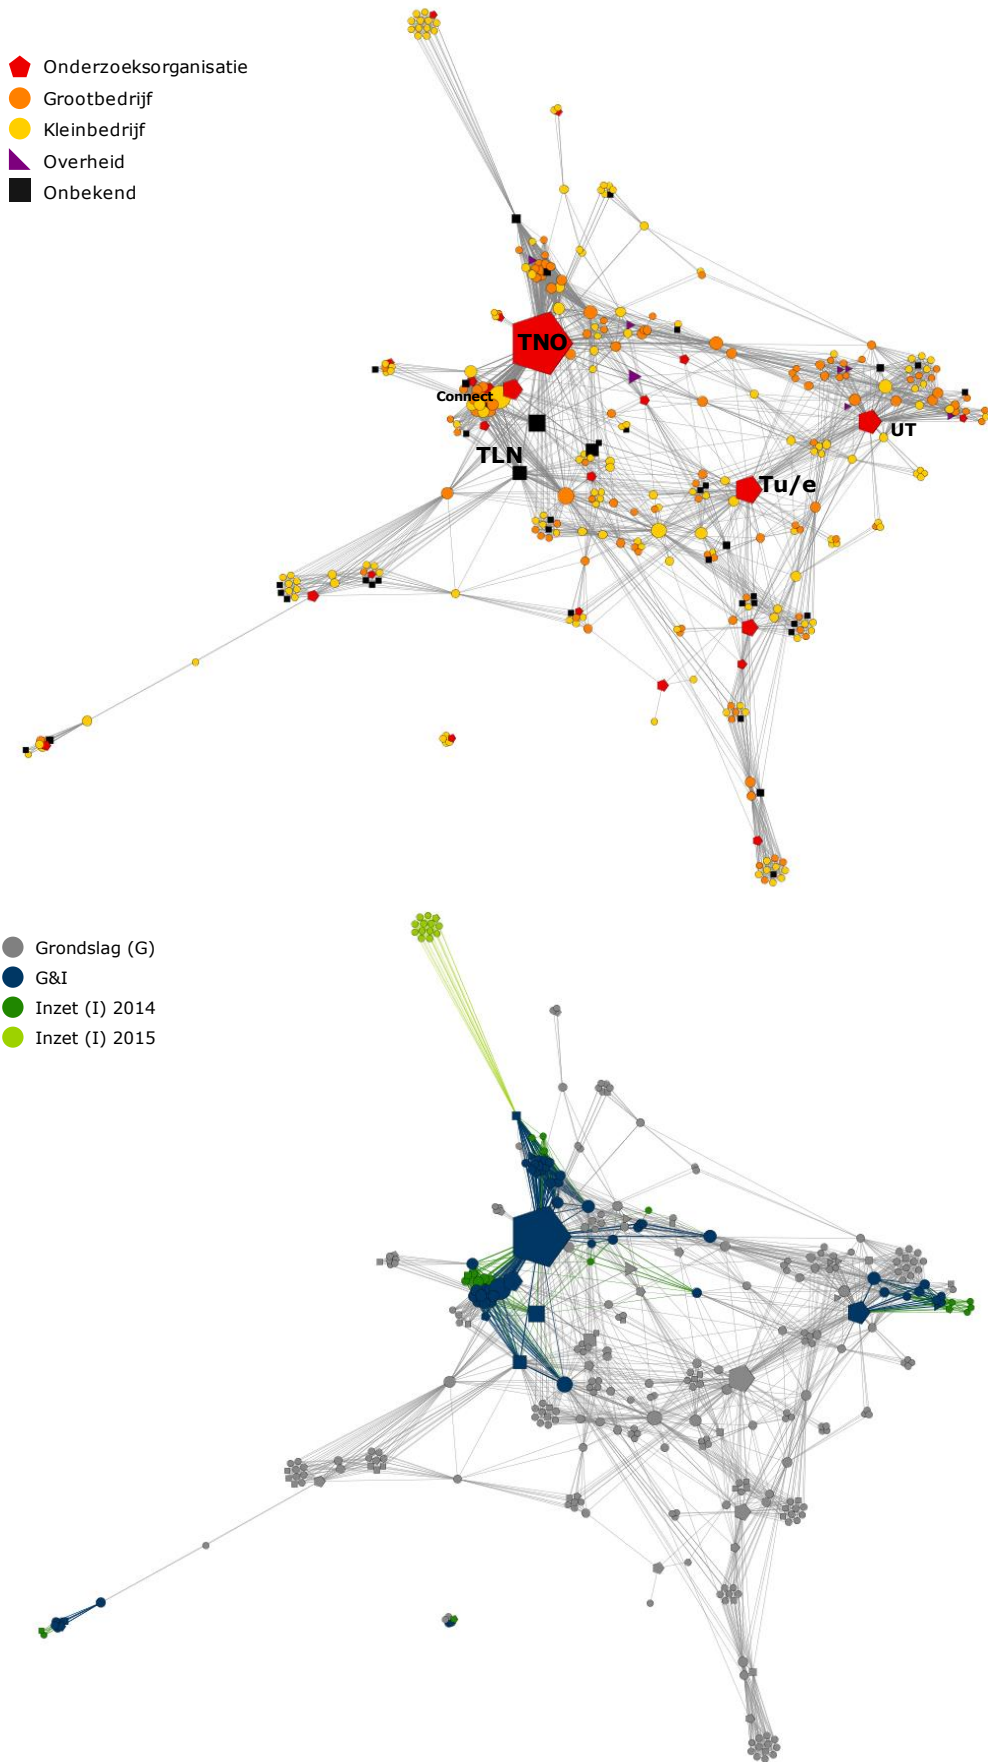 Onderzoeksorganisatie
Grootbedrijf
Kleinbedrijf
Overheid
Onbekend
TNO
Connect
UT
TLN
Tu/e
Grondslag (G)
G&I
Inzet (I) 2014
Inzet (I) 2015